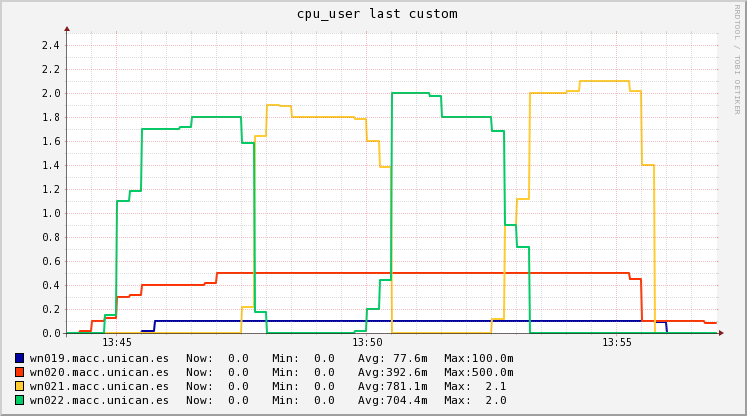 cpu_user last custom
RRDTOOL / TOBI OETIKER
2.4
2.2
2.0
1.8
1.6
1.4
1.2
1.0
0.8
0.6
0.4
0.2
0.0
13:45 13:50 13:55
wn019.macc.unican.es Now: 0.0 Min: 0.0 Avg: 77.6m Max:100.0m
wn020.macc.unican.es Now: 0.0 Min: 0.0 Avg:392.6m Max:500.0m
wn021.macc.unican.es Now: 0.0 Min: 0.0 Avg:781.1m Max: 2.1
wn022.macc.unican.es Now: 0.0 Min: 0.0 Avg:704.4m Max: 2.0